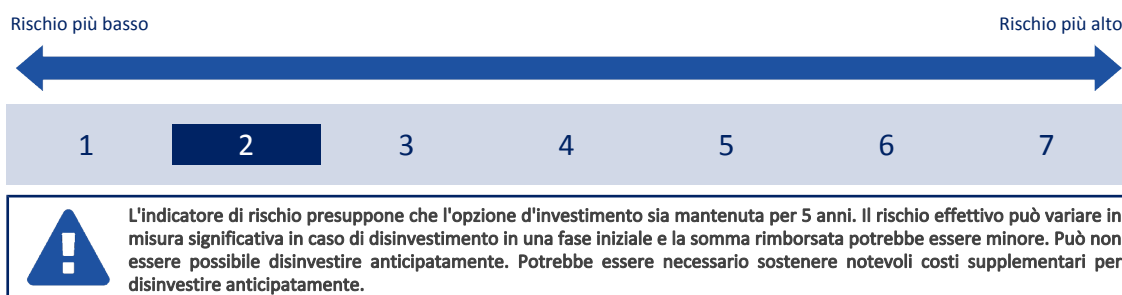 Rischio più basso Rischio più alto
1 2 3 4 5 6 7
L'indicatore di rischio presuppone che l'opzione d'investimento sia mantenuta per 5 anni. Il rischio effettivo può variare in
misura significativa in caso di disinvestimento in una fase iniziale e la somma rimborsata potrebbe essere minore. Può non
essere possibile disinvestire anticipatamente. Potrebbe essere necessario sostenere notevoli costi supplementari per
disinvestire anticipatamente.